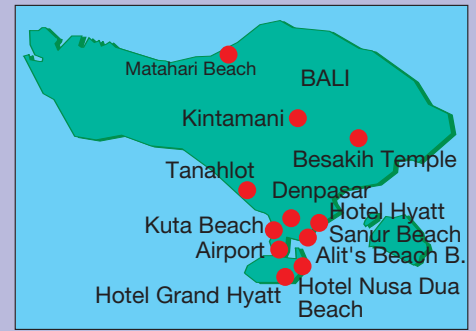 BALI
Matahari Beach
Kintamani
Besakih Temple
Tanahlot
Denpasar
Hotel Hyatt
Kuta Beach
Sanur Beach
Airport
Alit's Beach B.
Hotel Grand Hyatt
Hotel Nusa Dua
Beach